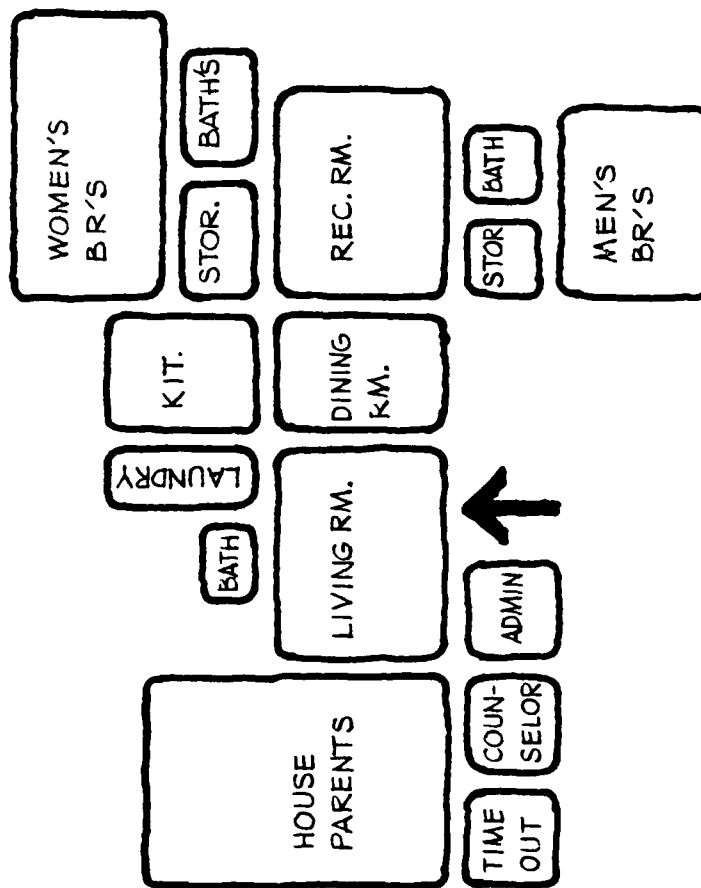 WOMEN'S
BR'S
BATH'S
STOR.
REC. RM.
BATH
STOR
MEN'S
BR'S
KIT.
DINING
RM.
LAUNDRY
BATH
LIVING RM.
ADMIN
HOUSE
PARENTS
COUN-
SELOR
TIME
OUT